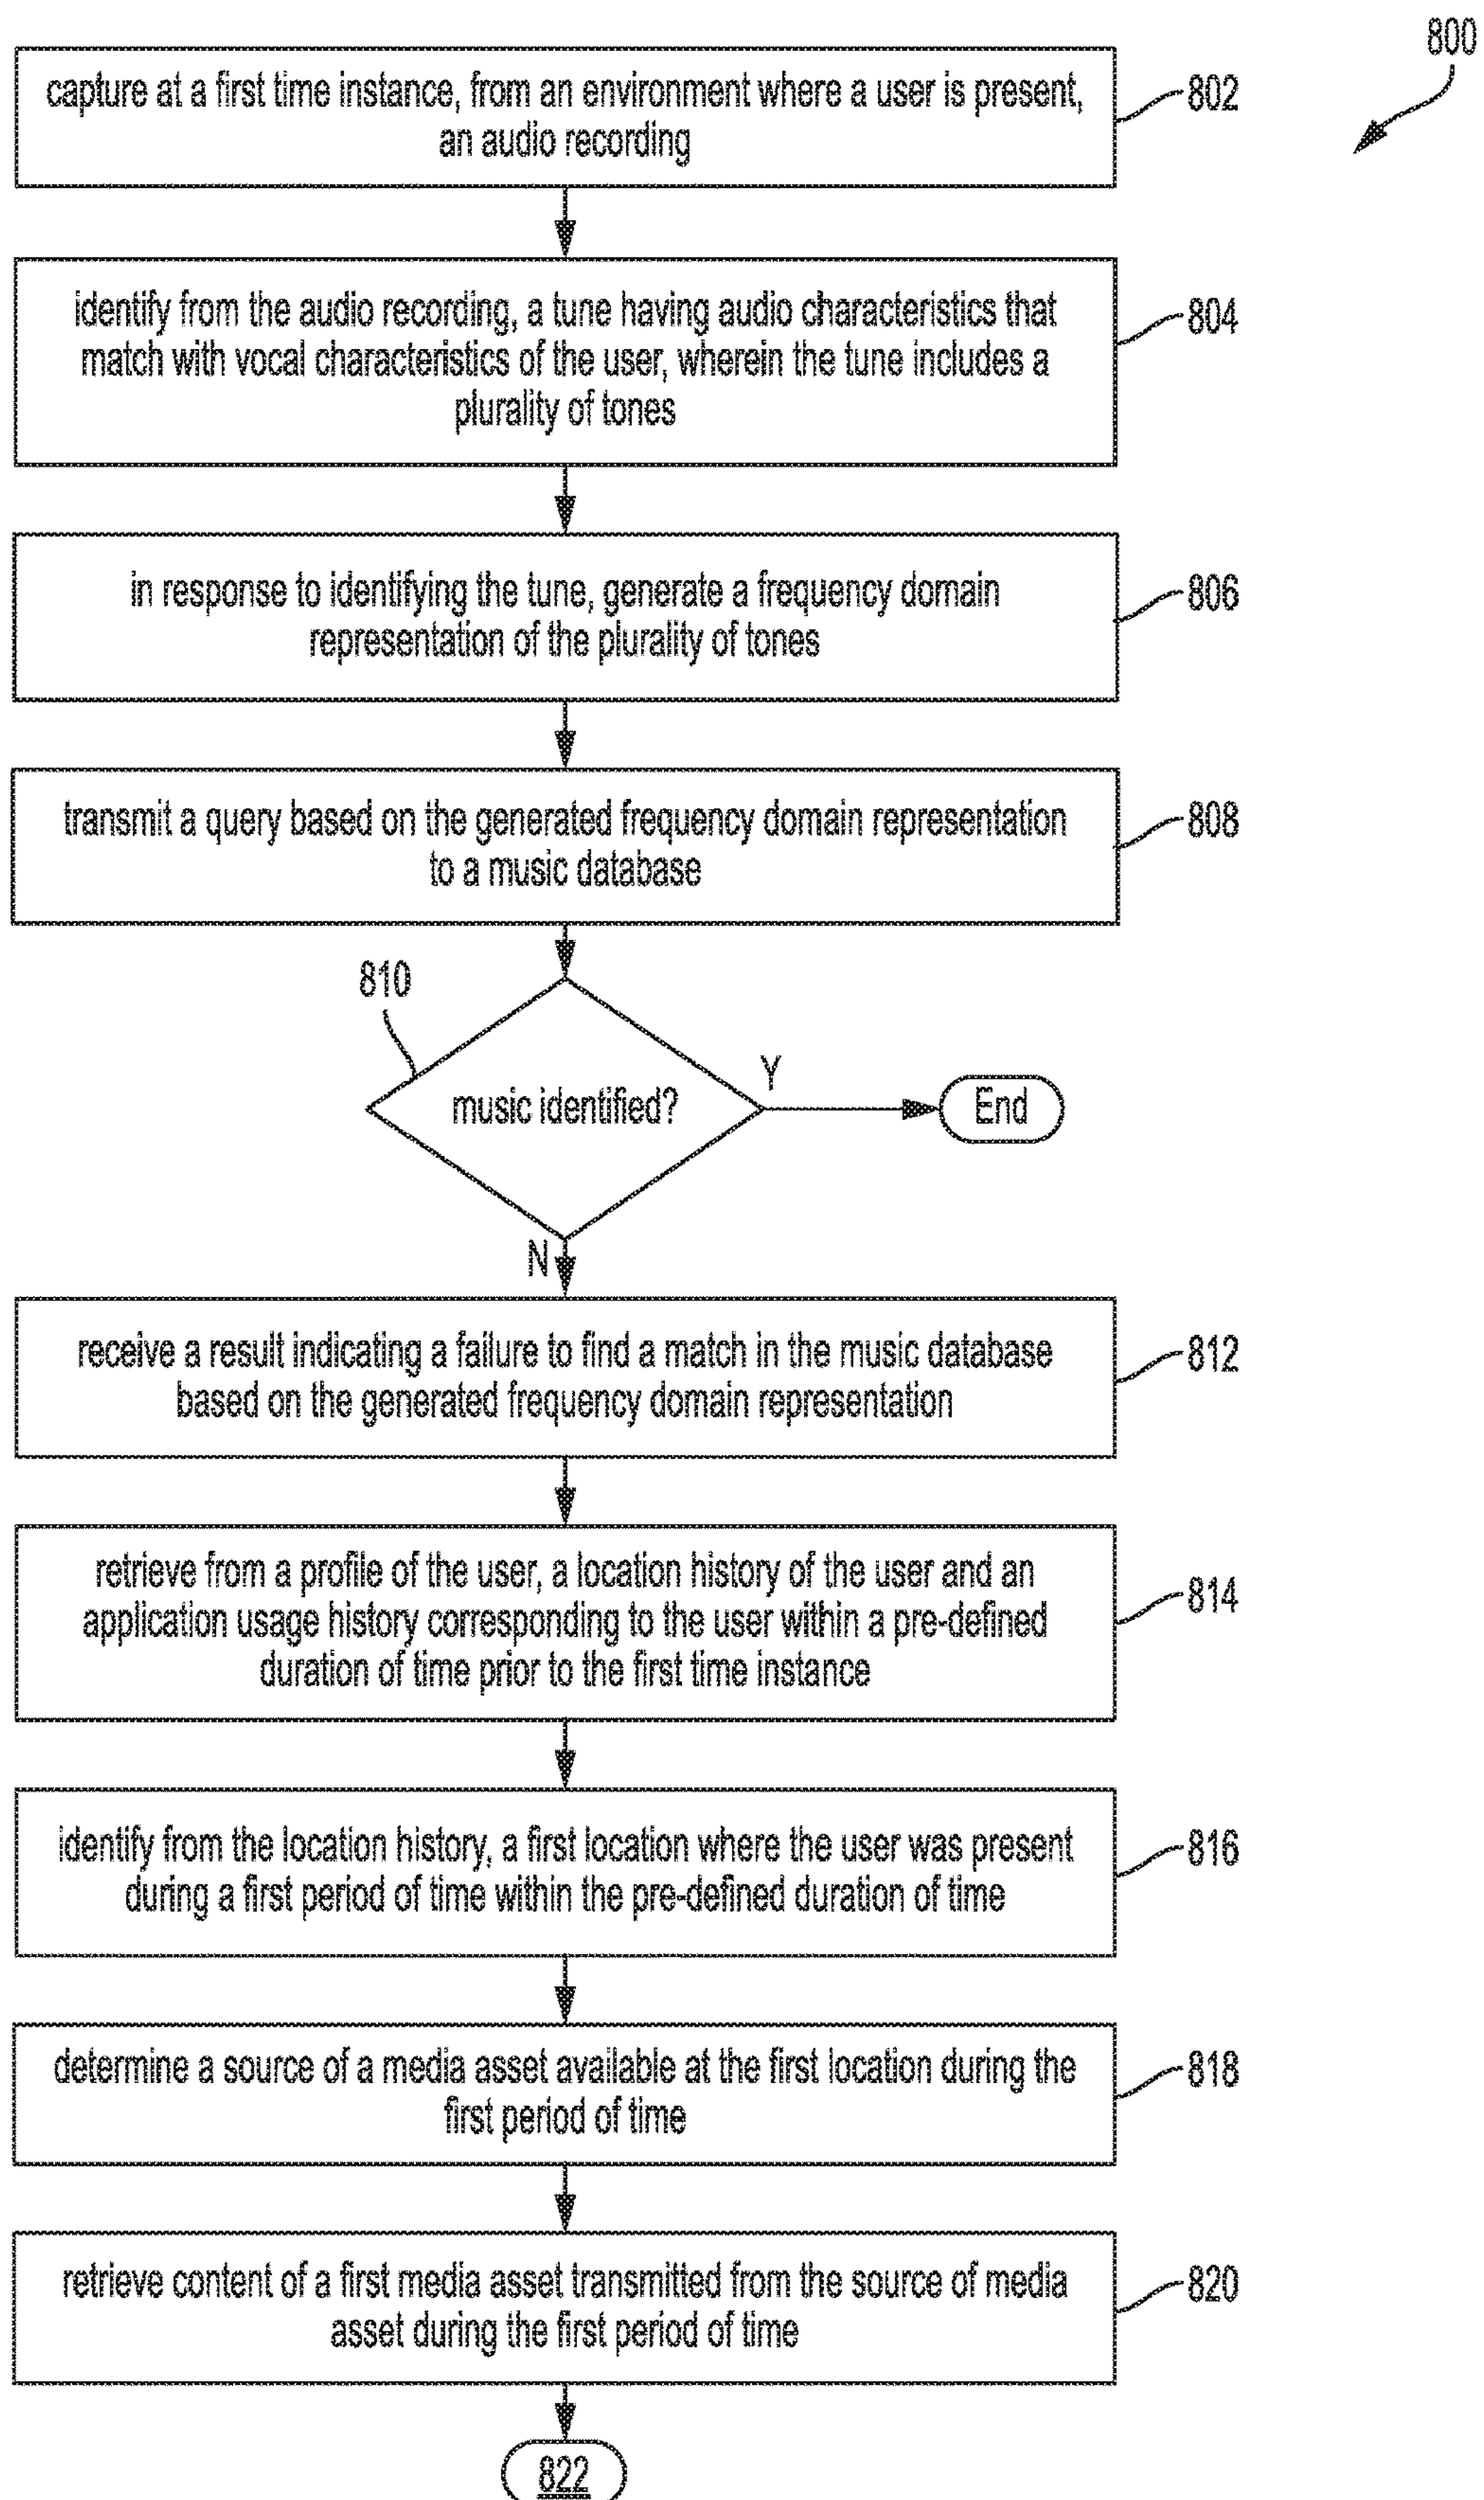 800
capture at a first time instance, from an environment where a user is present,
an audio recording
802
identify from the audio recording, a tune having audio characteristics that
match with vocal characteristics of the user, wherein the tune includes a
plurality of tones
804
in response to identifying the tune, generate a frequency domain
representation of the plurality of tones
806
transmit a query based on the generated frequency domain representation
to a music database
808
810
music identified?
Y
End
N
receive a result indicating a failure to find a match in the music database
based on the generated frequency domain representation
812
retrieve from a profile of the user, a location history of the user and an
application usage history corresponding to the user within a pre-defined
duration of time prior to the first time instance
814
identify from the location history, a first location where the user was present
during a first period of time within the pre-defined duration of time
816
determine a source of a media asset available at the first location during the
first period of time
818
retrieve content of a first media asset transmitted from the source of media
asset during the first period of time
820
822